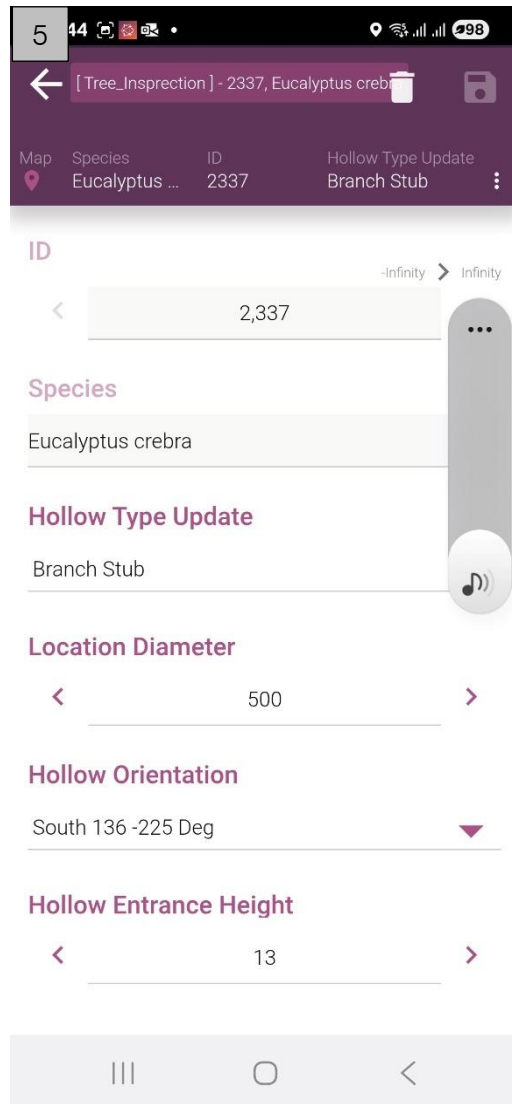 5
44
98
[ Tree_Insprection ] - 2337, Eucalyptus crebra
Map Species ID Hollow Type Update
Eucalyptus ... 2337 Branch Stub
ID
-Infinity > Infinity
2,337
Species
Eucalyptus crebra
Hollow Type Update
Branch Stub
Location Diameter
500
Hollow Orientation
South 136 -225 Deg
Hollow Entrance Height
13